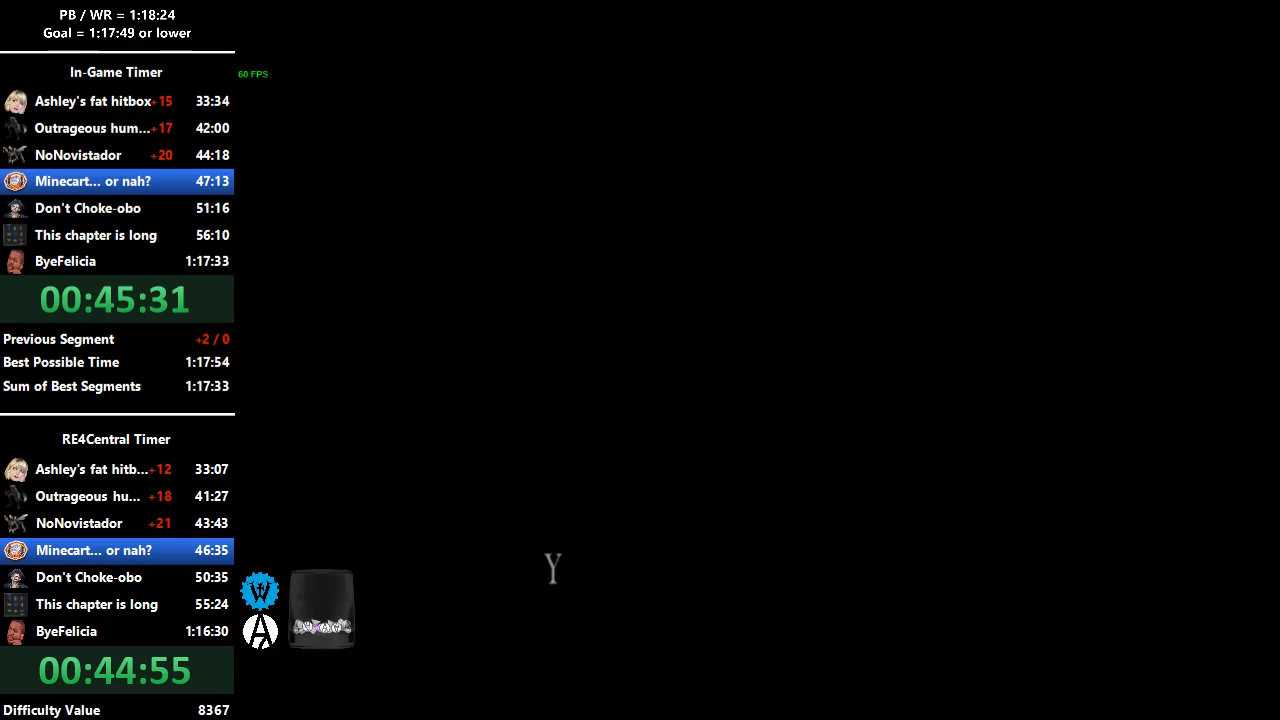 PB / WR = 1:18:24
Goal = 1:17:49 or lower
In-Game Timer
60 FPS
Ashley's fat hitbox +15 33:34
Outrageous hum... +17 42:00
NoNovistador +20 44:18
Minecart... or nah? 47:13
Don't Choke-obo 51:16
This chapter is long 56:10
ByeFelicia 1:17:33
00:45:31
Previous Segment +2 / 0
Best Possible Time 1:17:54
Sum of Best Segments 1:17:33
RE4Central Timer
Ashley's fat hitb... +12 33:07
Outrageous hu... +18 41:27
NoNovistador +21 43:43
Minecart... or nah? 46:35
Don't Choke-obo 50:35
This chapter is long 55:24
ByeFelicia 1:16:30
00:44:55
Difficulty Value 8367
Y
W
A